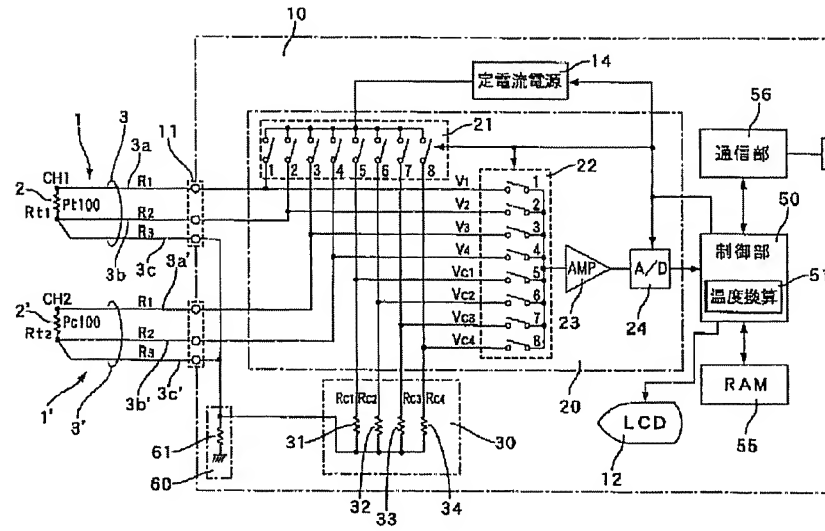 10
14
定電流電源
56
通信部
1
3
3a
11
21
1 2 3 4 5 6 7 8
22
CH1
R1
V1
1
2
Pt100
R2
V2
2
50
Rt1
R3
V3
3
制御部
3b
3c
3a'
V4
4
AMP
A/D
51
CH2
R1
VC1
5
温度換算
2'
Pc100
R2
VC2
6
23
24
Rt2
R3
VC3
7
VC4
8
3b'
3c'
1'
3'
RC1
RC2
RC3
RC4
20
RAM
61
31
30
LCD
55
60
12
32
33
34